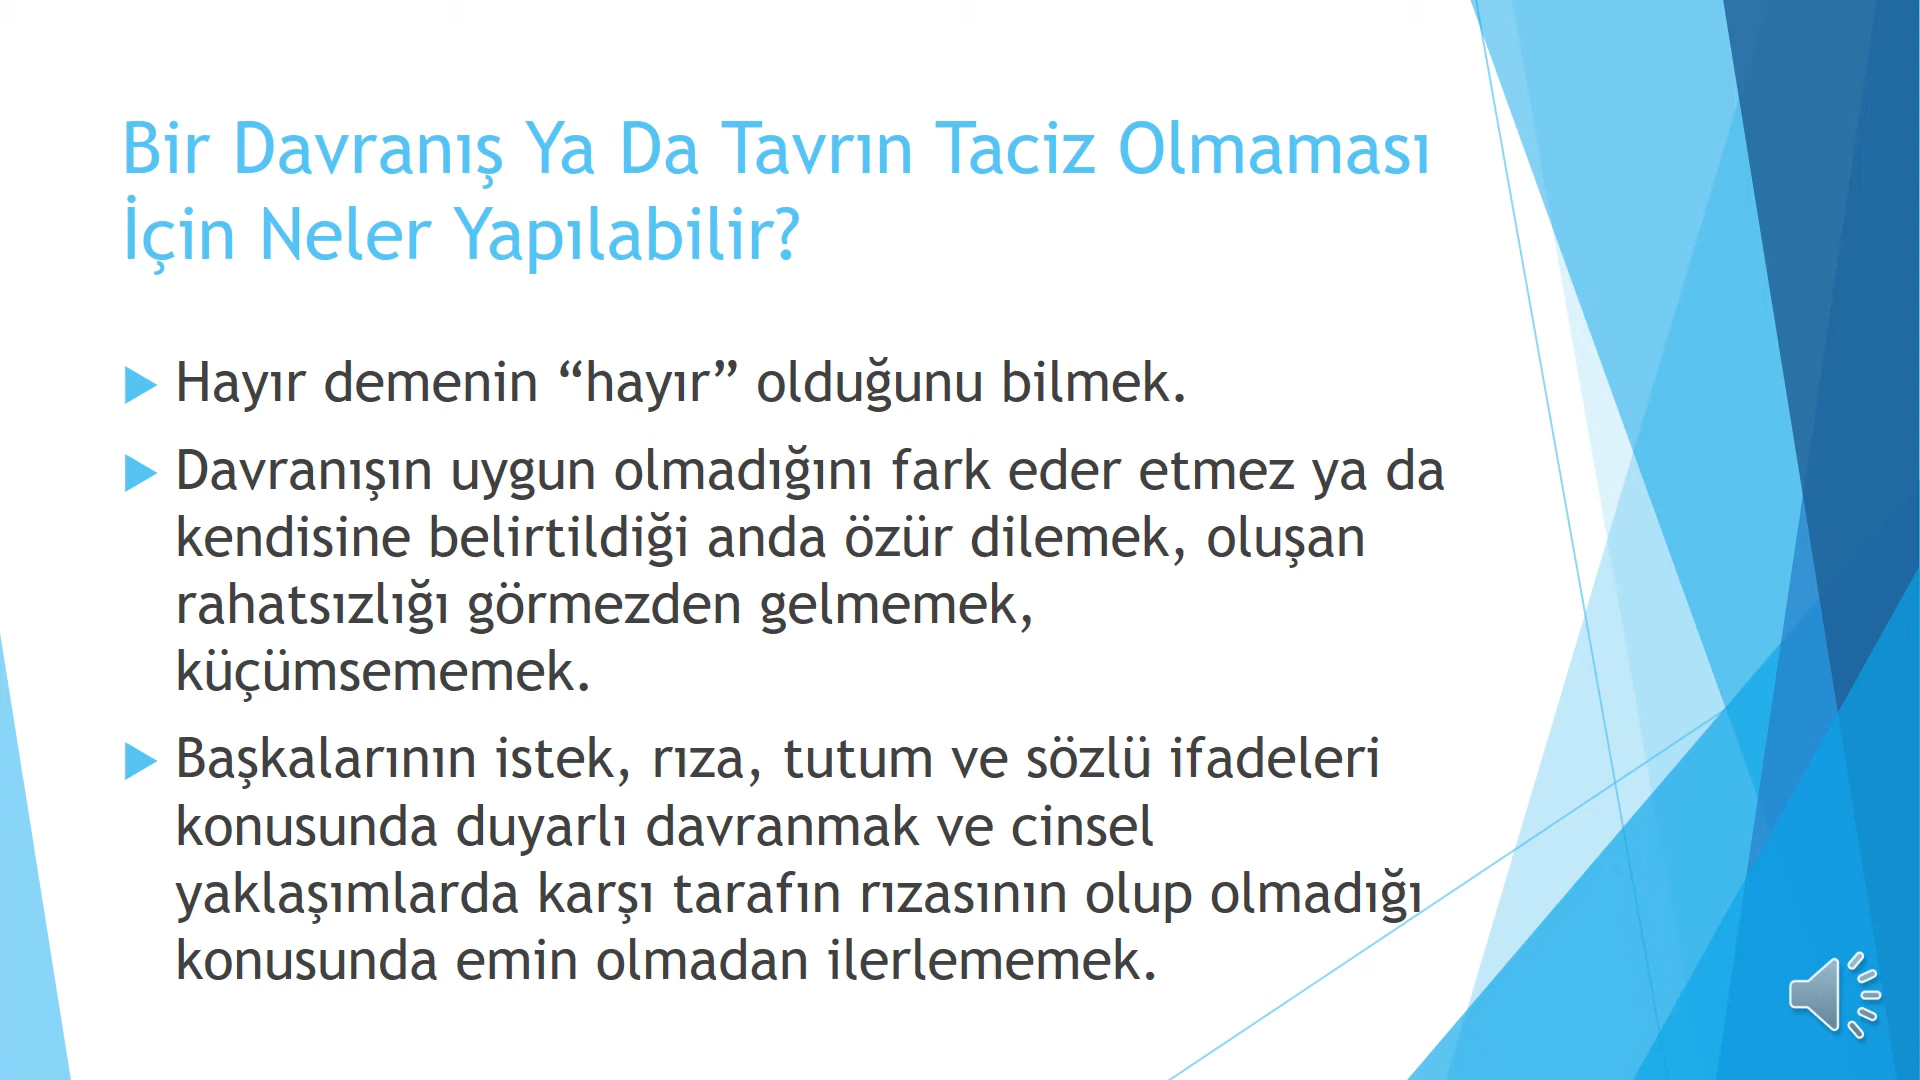 Bir Davranış Ya Da Tavrın Taciz Olmaması
İçin Neler Yapılabilir?
Hayır demenin “hayır” olduğunu bilmek.
Davranışın uygun olmadığını fark eder etmez ya da
kendisine belirtildiği anda özür dilemek, oluşan
rahatsızlığı görmezden gelmemek,
küçümsememek.
Başkalarının istek, rıza, tutum ve sözlü ifadeleri
konusunda duyarlı davranmak ve cinsel
yaklaşımlarda karşı tarafın rızasının olup olmadığı
konusunda emin olmadan ilerlememek.